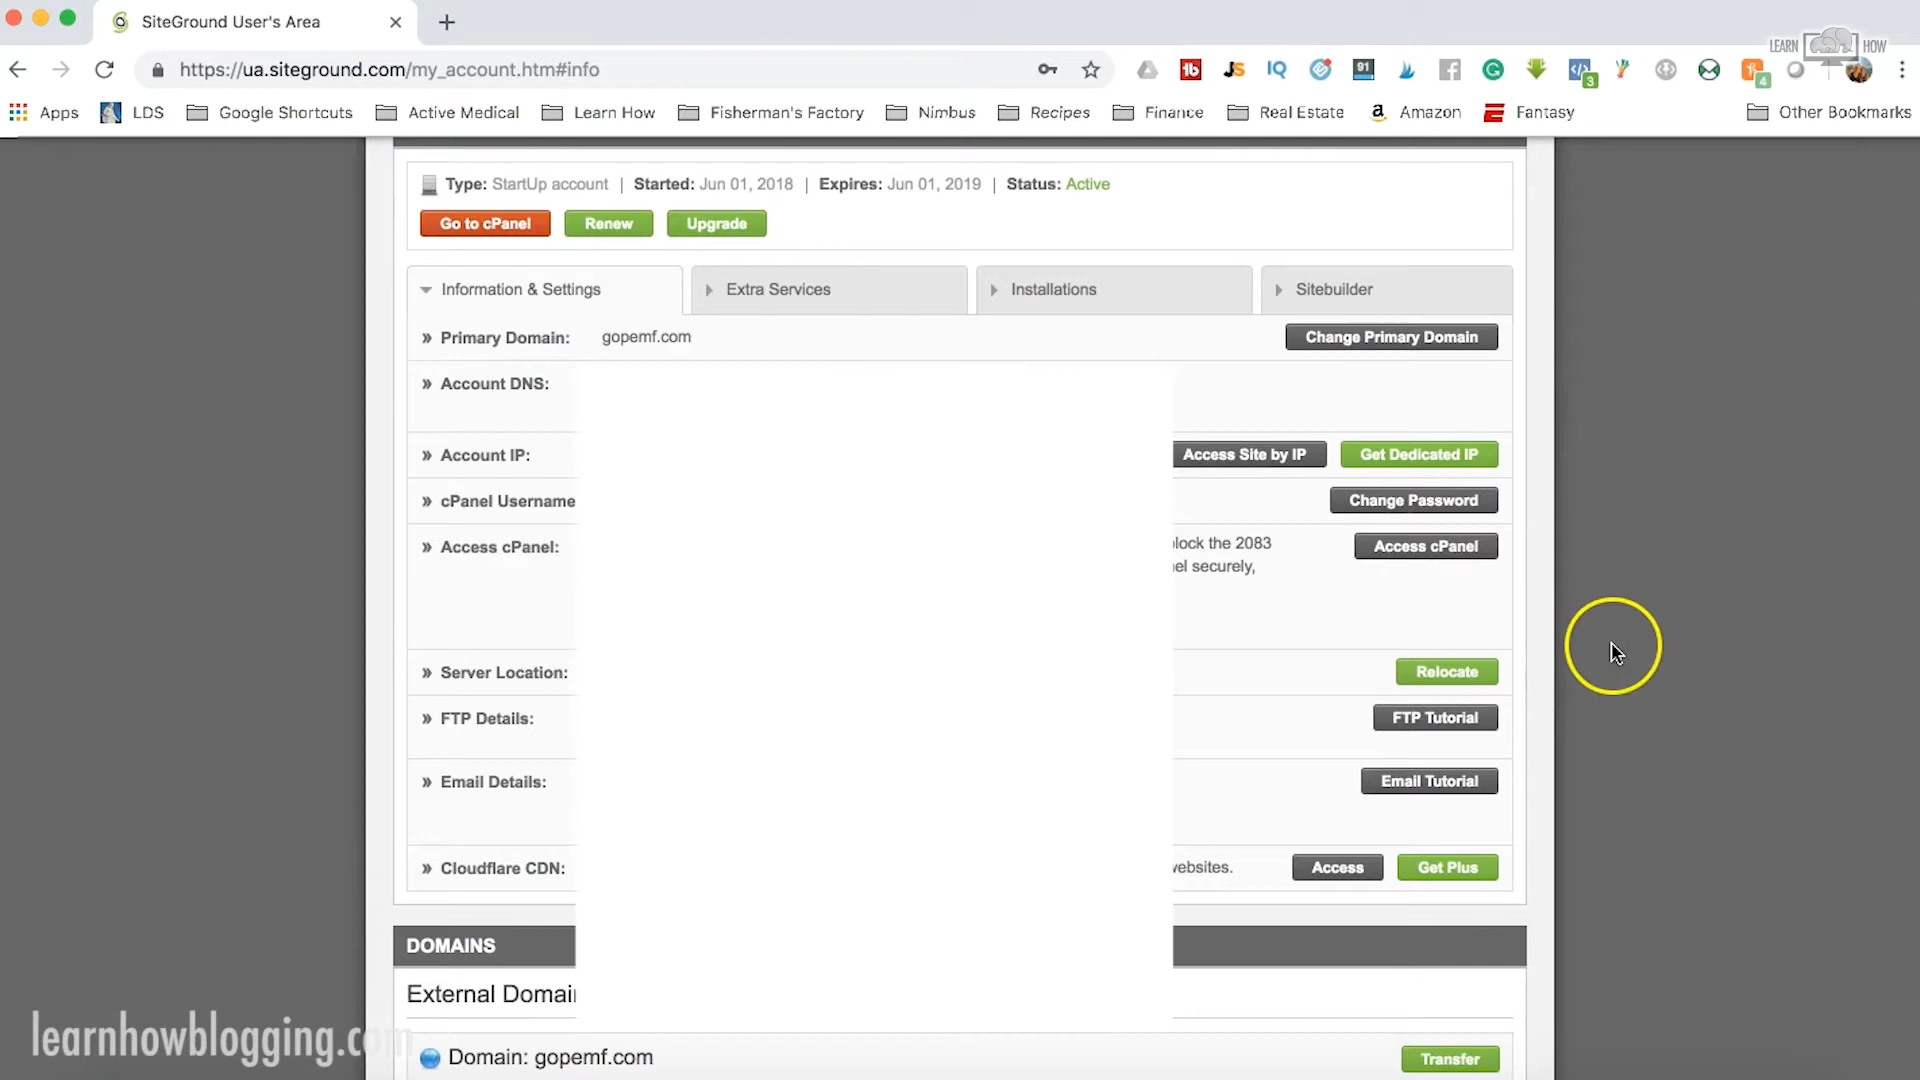 SiteGround User's Area
LEARN HOW
https://ua.siteground.com/my_account.htm#info
Apps LDS Google Shortcuts Active Medical Learn How Fisherman's Factory Nimbus Recipes Finance Real Estate Amazon Fantasy Other Bookmarks
Type: StartUp account | Started: Jun 01, 2018 | Expires: Jun 01, 2019 | Status: Active
Go to cPanel Renew Upgrade
Information & Settings Extra Services Installations Sitebuilder
» Primary Domain: gopemf.com Change Primary Domain
» Account DNS:
» Account IP: Access Site by IP Get Dedicated IP
» cPanel Username Change Password
» Access cPanel: lock the 2083 Access cPanel
el securely,
» Server Location: Relocate
» FTP Details: FTP Tutorial
» Email Details: Email Tutorial
» Cloudflare CDN: ebsites. Access Get Plus
DOMAINS
External Domai
learnhowblogging.com
Domain: gopemf.com Transfer